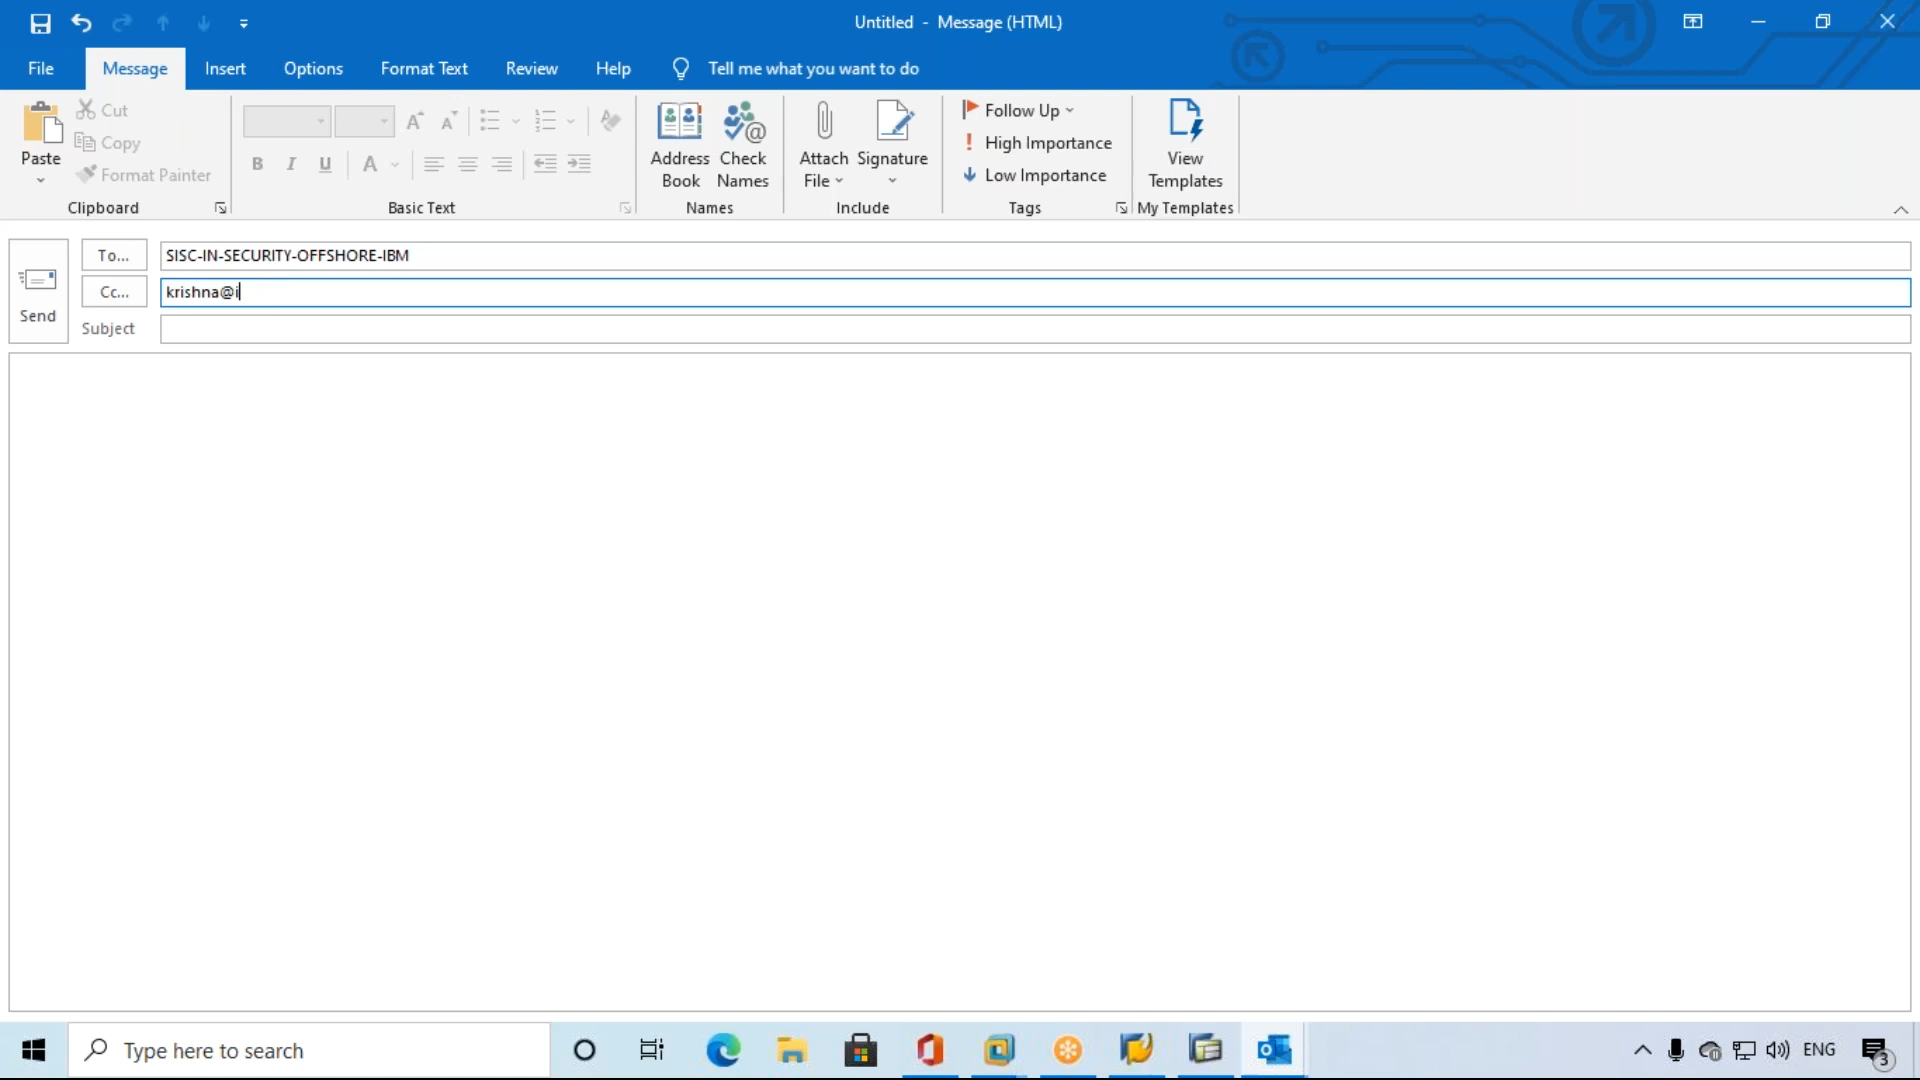 Untitled - Message (HTML)
File Message Insert Options Format Text Review Help Tell me what you want to do
Paste
Cut
Copy
Format Painter
Clipboard
B I U A
Basic Text
Address Book
Check Names
Names
Attach File
Signature
Include
Follow Up
High Importance
Low Importance
Tags
View Templates
My Templates
Send
To... SISC-IN-SECURITY-OFFSHORE-IBM
Cc... krishna@i
Subject
Type here to search
ENG
3